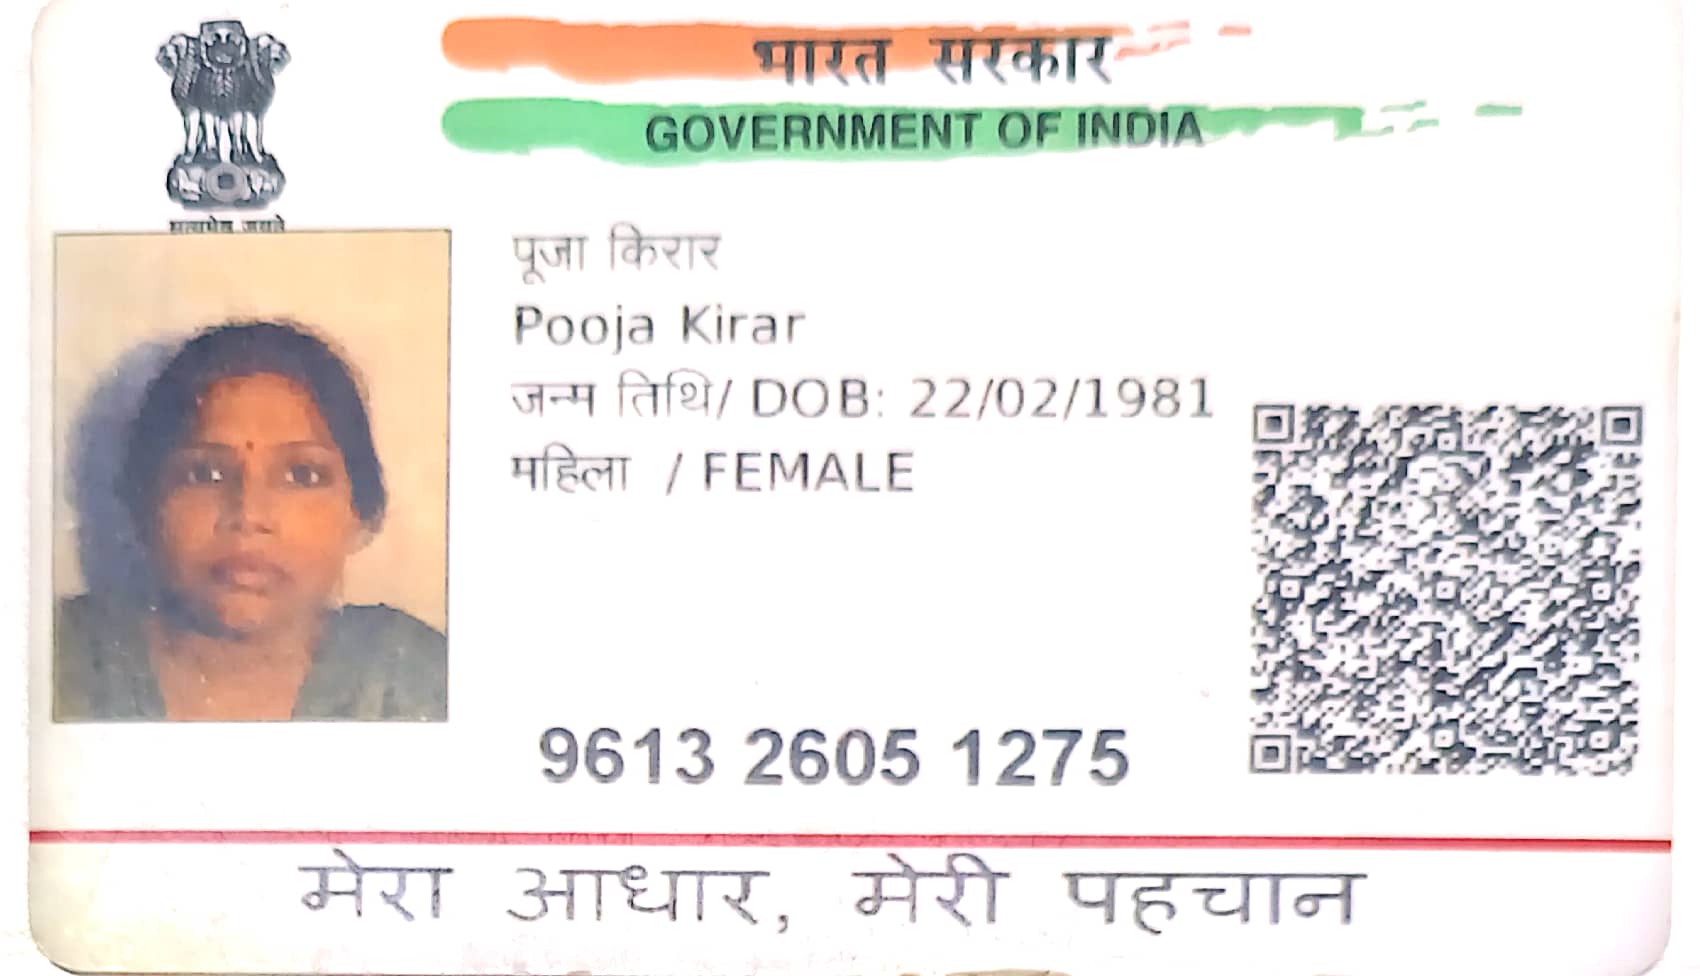 भारत सरकार
GOVERNMENT OF INDIA
सत्यमेव जयते
पूजा किरार
Pooja Kirar
जन्म तिथि/ DOB: 22/02/1981
महिला / FEMALE
9613 2605 1275
मेरा आधार, मेरी पहचान